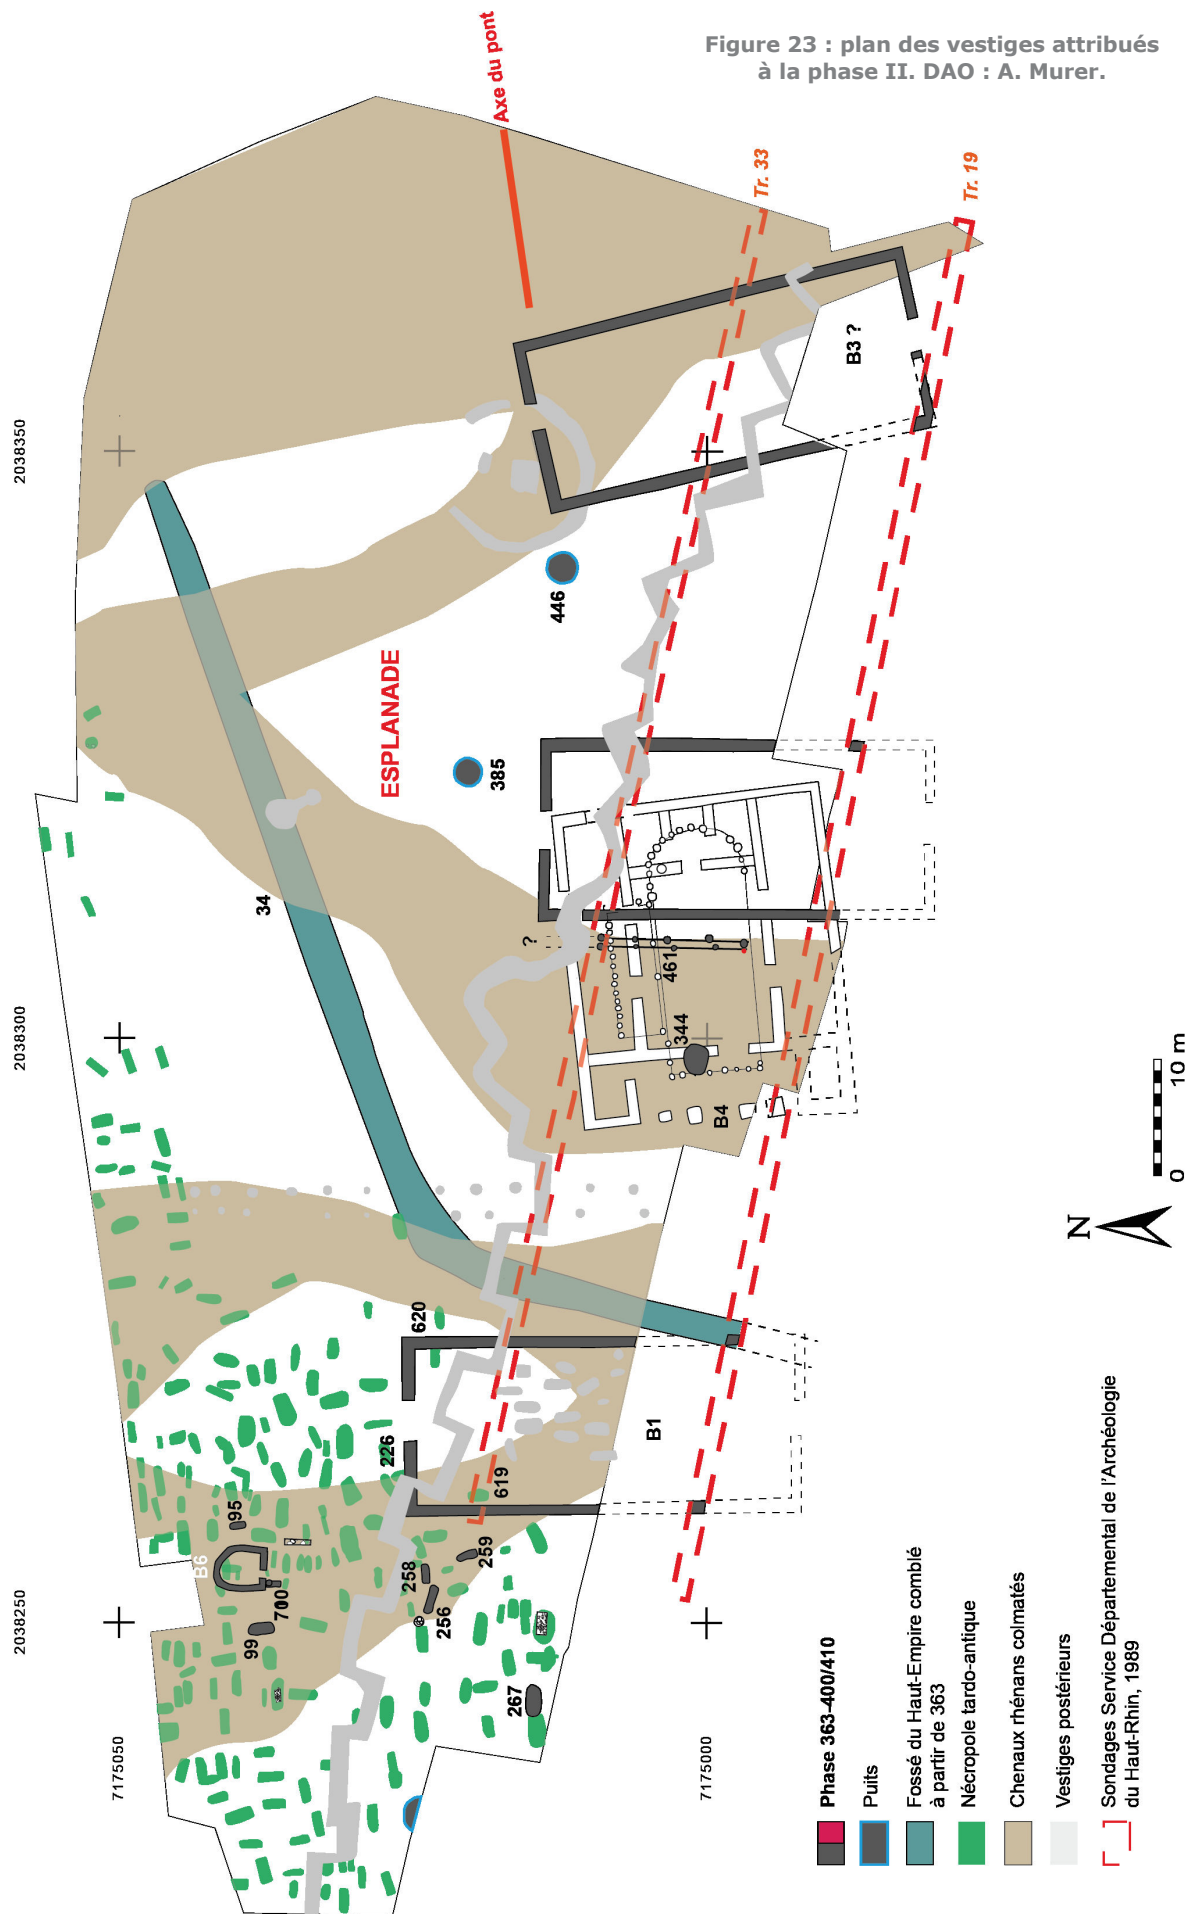 Figure 23 : plan des vestiges attribués
à la phase II. DAO : A. Murer.
Axe du pont
Tr. 33
Tr. 19
2038350
B3 ?
446
ESPLANADE
385
34
?
461
344
B4
2038300
620
226
B1
619
95
B6
700
99
258
259
256
267
2038250
7175050
7175000
N
0
10 m
Phase 363-400/410
Puits
Fossé du Haut-Empire comblé
à partir de 363
Nécropole tardo-antique
Chenaux rhénans colmatés
Vestiges postérieurs
Sondages Service Départemental de l'Archéologie
du Haut-Rhin, 1989